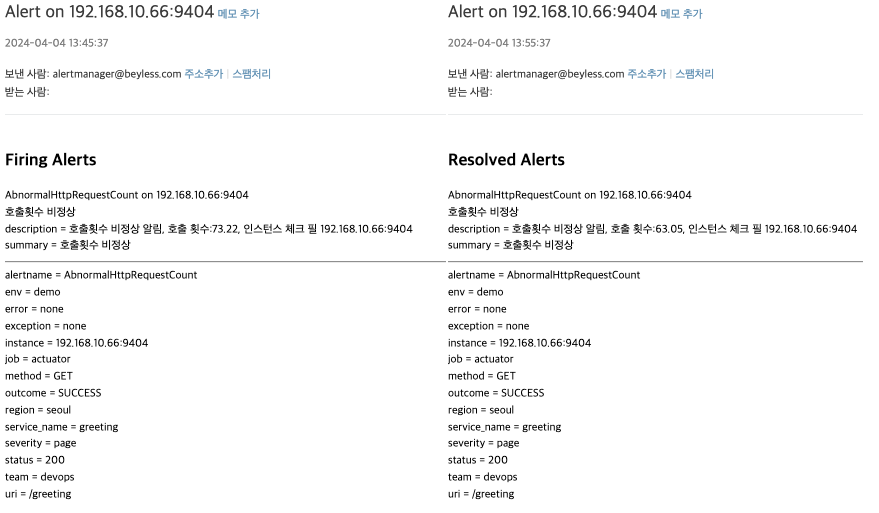 Alert on 192.168.10.66:9404 메모 추가
2024-04-04 13:45:37
보낸 사람: alertmanager@beyless.com 주소추가 | 스팸처리
받는 사람:
Firing Alerts
AbnormalHttpRequestCount on 192.168.10.66:9404
호출횟수 비정상
description = 호출횟수 비정상 알림, 호출 횟수:73.22, 인스턴스 체크 필 192.168.10.66:9404
summary = 호출횟수 비정상
alertname = AbnormalHttpRequestCount
env = demo
error = none
exception = none
instance = 192.168.10.66:9404
job = actuator
method = GET
outcome = SUCCESS
region = seoul
service_name = greeting
severity = page
status = 200
team = devops
uri = /greeting
Alert on 192.168.10.66:9404 메모 추가
2024-04-04 13:55:37
보낸 사람: alertmanager@beyless.com 주소추가 | 스팸처리
받는 사람:
Resolved Alerts
AbnormalHttpRequestCount on 192.168.10.66:9404
호출횟수 비정상
description = 호출횟수 비정상 알림, 호출 횟수:63.05, 인스턴스 체크 필 192.168.10.66:9404
summary = 호출횟수 비정상
alertname = AbnormalHttpRequestCount
env = demo
error = none
exception = none
instance = 192.168.10.66:9404
job = actuator
method = GET
outcome = SUCCESS
region = seoul
service_name = greeting
severity = page
status = 200
team = devops
uri = /greeting